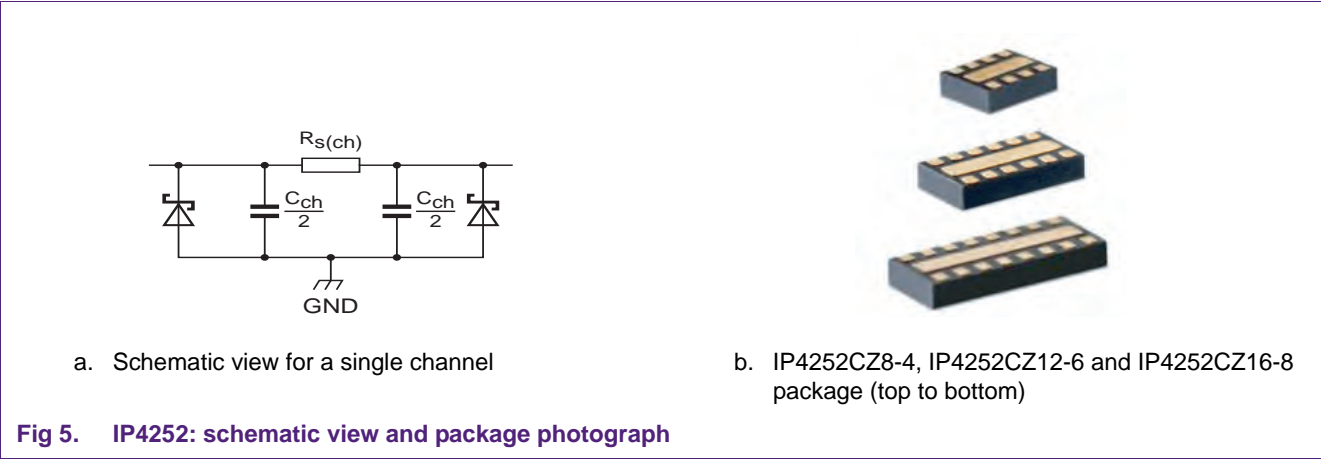 Rs(ch)
Cch
2
Cch
2
GND
a. Schematic view for a single channel
b. IP4252CZ8-4, IP4252CZ12-6 and IP4252CZ16-8
package (top to bottom)
Fig 5. IP4252: schematic view and package photograph